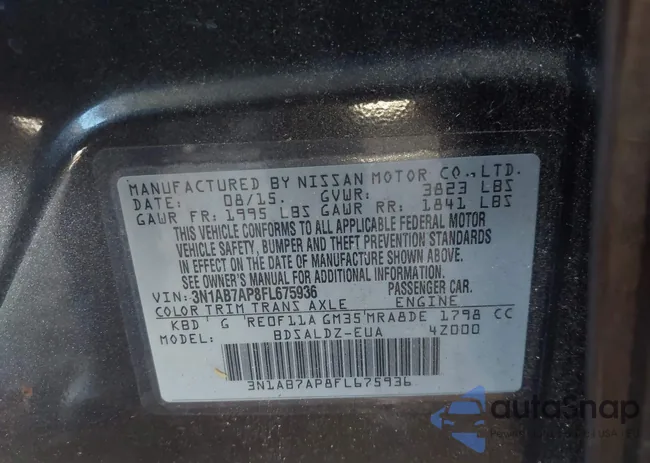 MANUFACTURED BY NISSAN MOTOR CO.,LTD.
DATE: 08/15. GVWR: 3823 LBS
GAWR FR: 1995 LBS GAWR RR: 1841 LBS
THIS VEHICLE CONFORMS TO ALL APPLICABLE FEDERAL MOTOR
VEHICLE SAFETY, BUMPER AND THEFT PREVENTION STANDARDS
IN EFFECT ON THE DATE OF MANUFACTURE SHOWN ABOVE.
SEE OWNER'S MANUAL FOR ADDITIONAL INFORMATION.
VIN: 3N1AB7AP8FL675936 PASSENGER CAR.
COLOR TRIM TRANS AXLE ENGINE
KBD G RE0F11A GM35 MRA8DE 1798 CC
BDSALDZ-EUA 4Z000
3N1AB7AP8FL675936
autoSnap